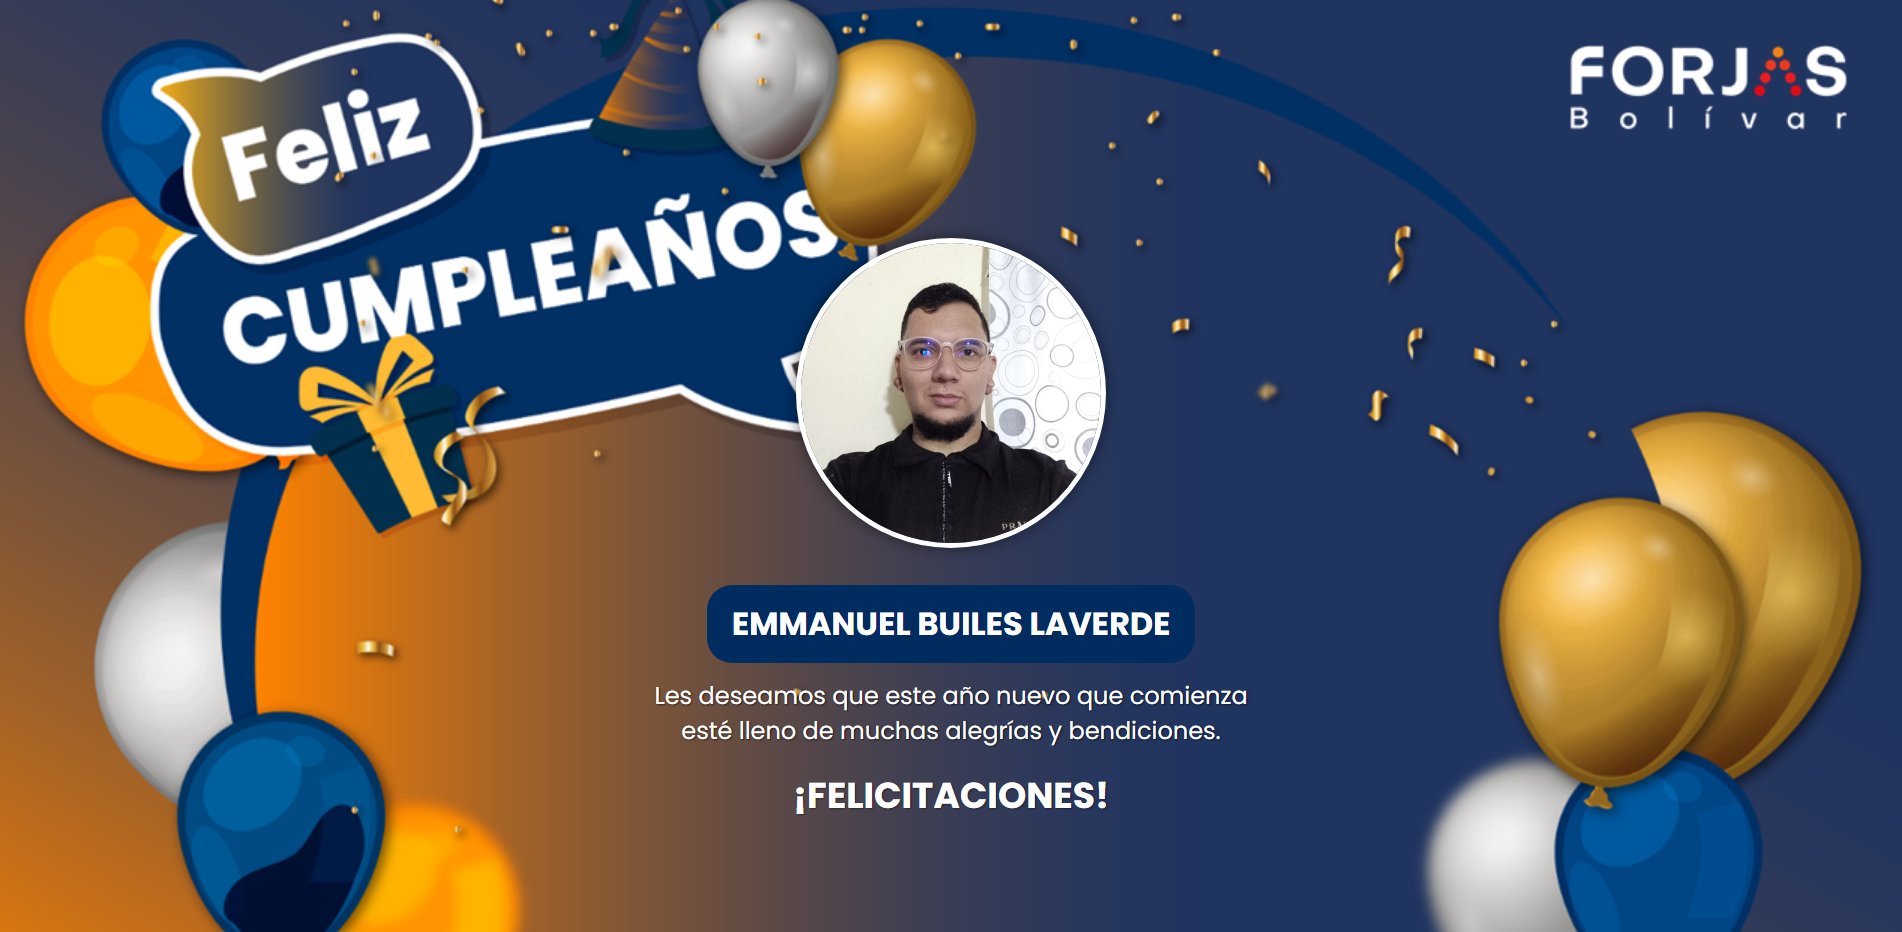 Feliz
CUMPLEAÑOS
FORJAS
Bolívar
EMMANUEL BUILES LAVERDE
Les deseamos que este año nuevo que comienza
esté lleno de muchas alegrías y bendiciones.
¡FELICITACIONES!